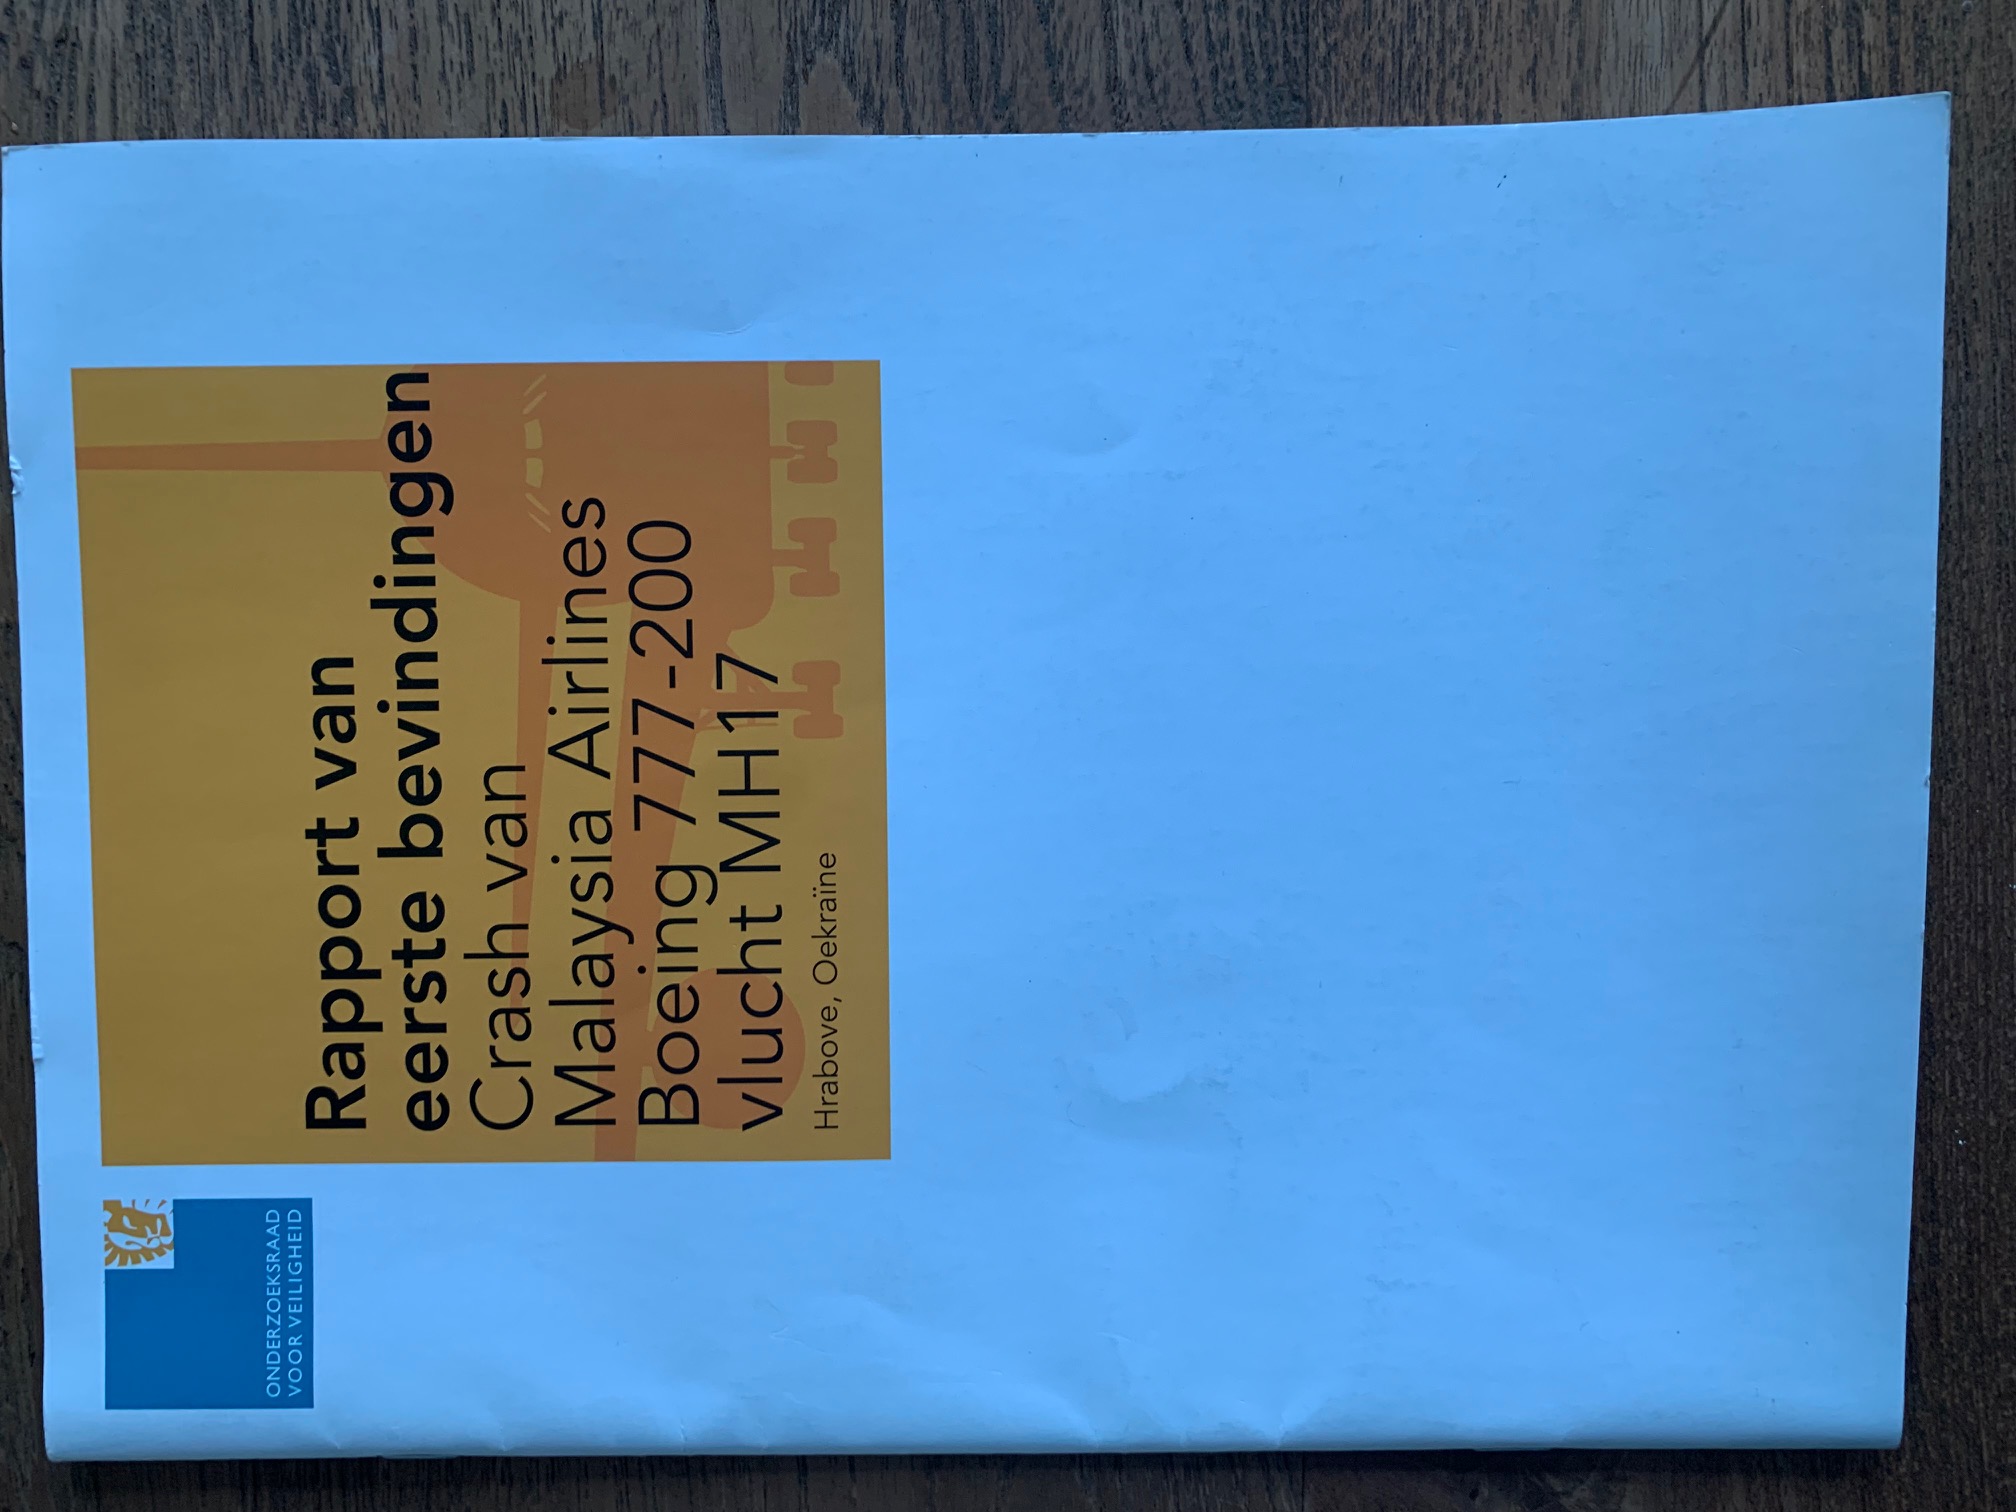 ONDERZOEKSRAAD
VOOR VEILIGHEID
Rapport van
eerste bevindingen
Crash van
Malaysia Airlines
Boeing 777-200
vlucht MH17
Hrabove, Oekraïne